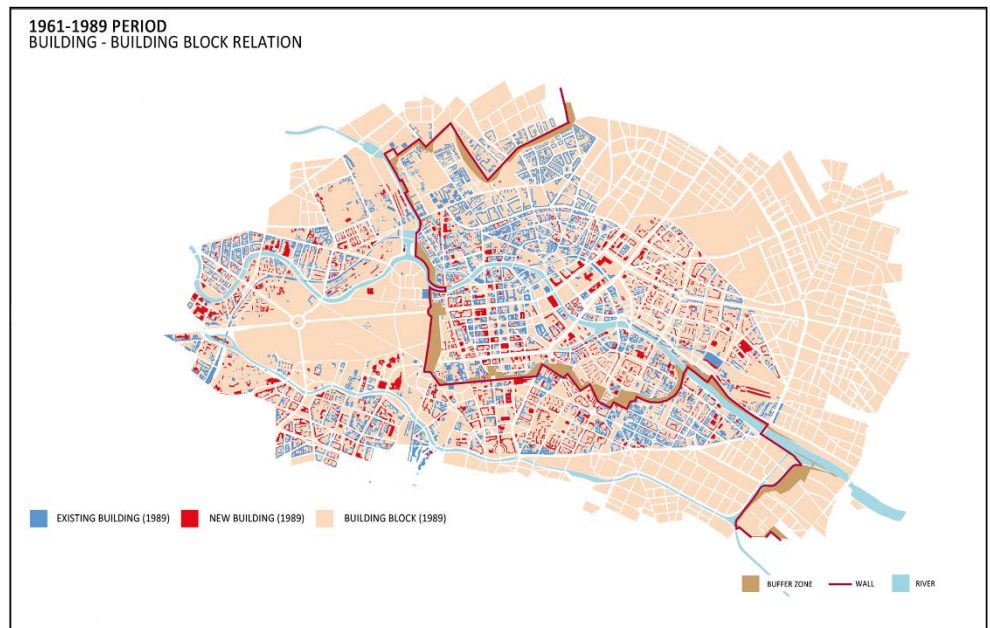 1961-1989 PERIOD
BUILDING - BUILDING BLOCK RELATION
EXISTING BUILDING (1989)
NEW BUILDING (1989)
BUILDING BLOCK (1989)
BUFFER ZONE
WALL
RIVER